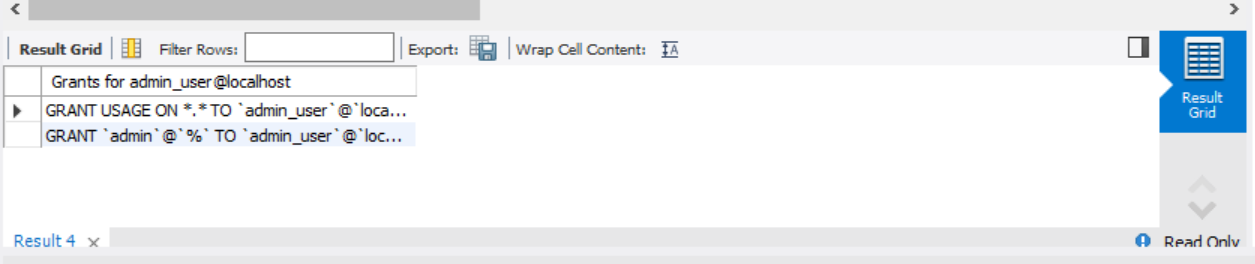 Result Grid Filter Rows: Export: Wrap Cell Content: IA
Grants for admin_user@localhost
GRANT USAGE ON *.* TO `admin_user`@`loca...
GRANT `admin`@`%` TO `admin_user`@`loc...
Result
Grid
Result 4 × Read Only